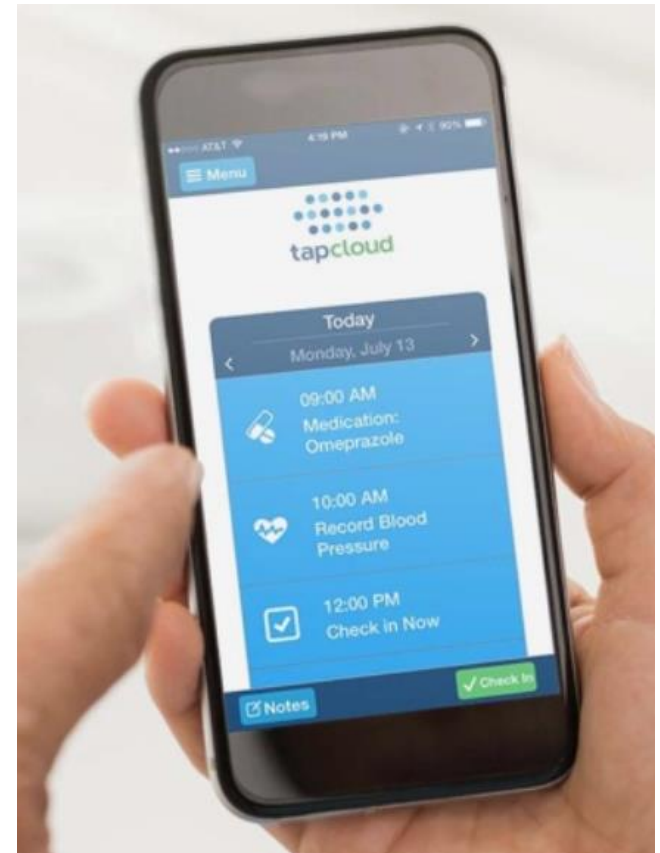 AT&T 4:19 PM 90%
Menu
tapcloud
Today
Monday, July 13
09:00 AM
Medication:
Omeprazole
10:00 AM
Record Blood
Pressure
12:00 PM
Check in Now
Notes
Check In